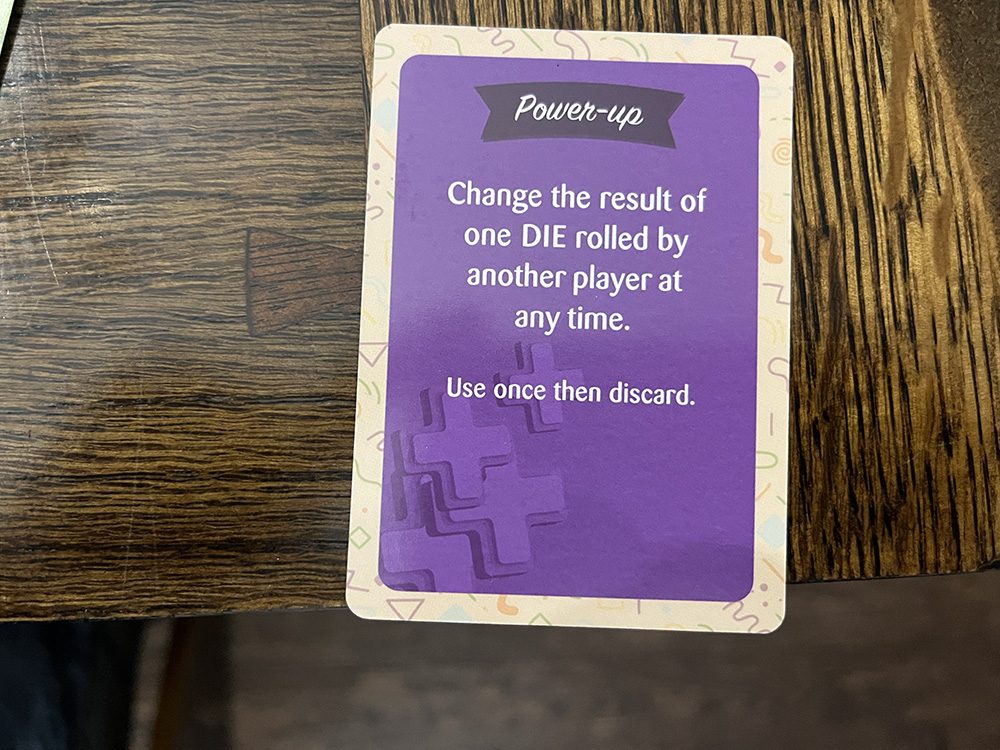 Power-up
Change the result of
one DIE rolled by
another player at
any time.
Use once then discard.